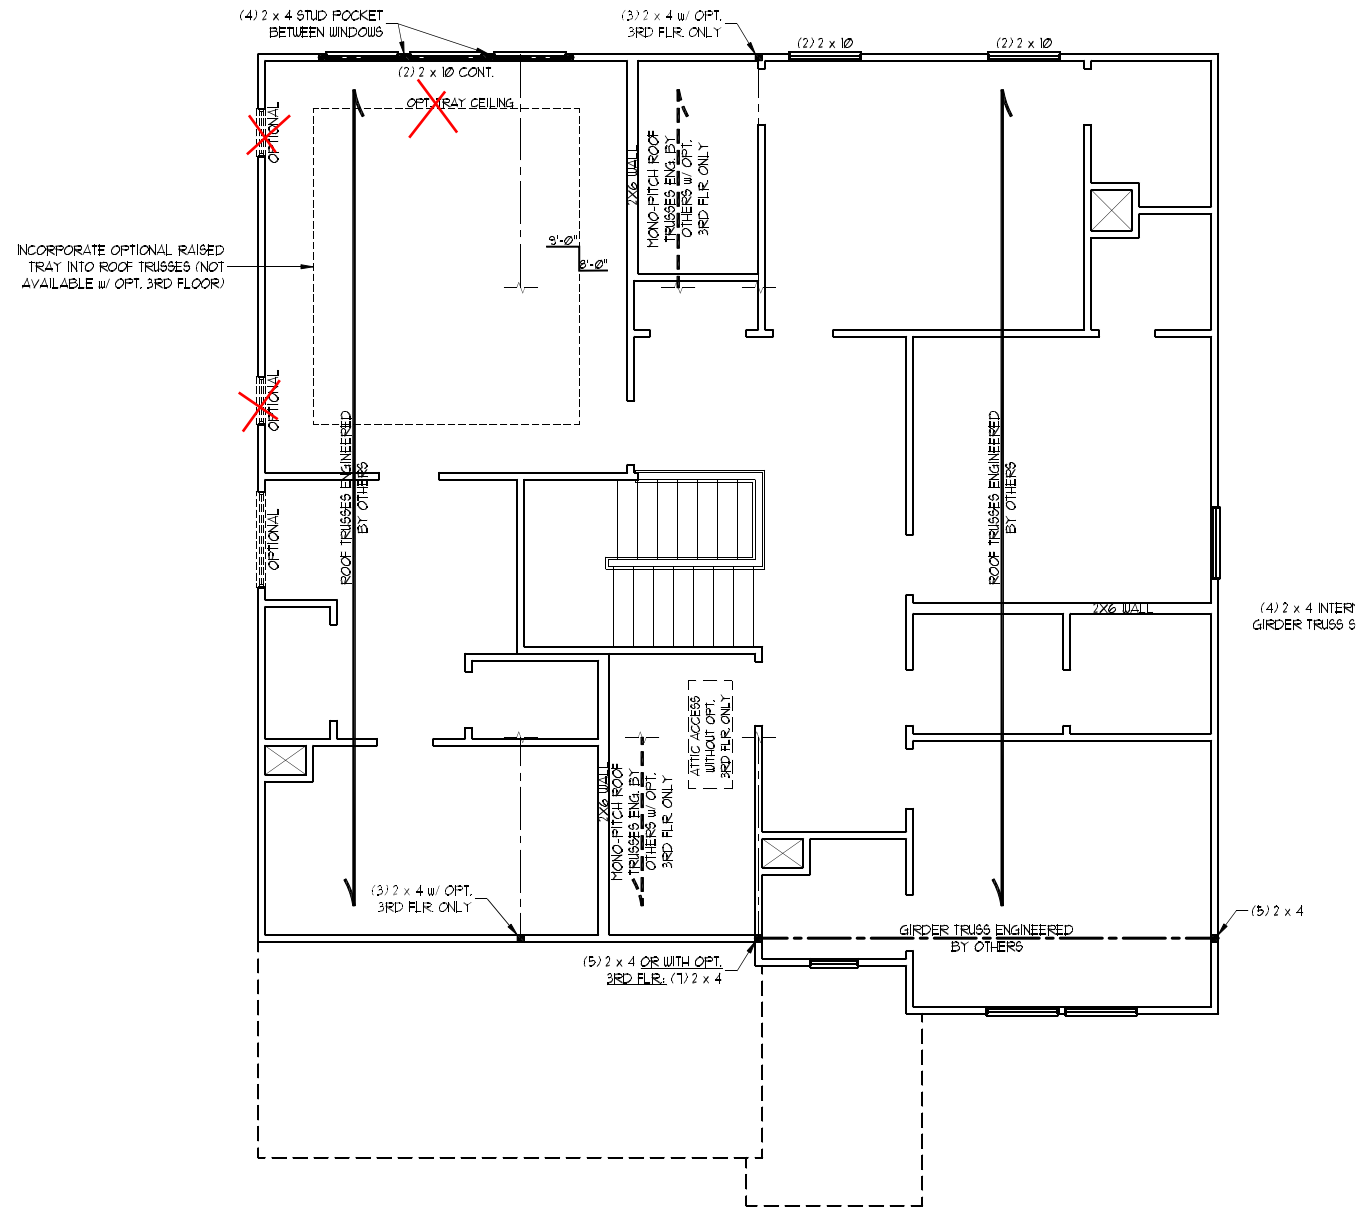 (4) 2 x 4 STUD POCKET
BETWEEN WINDOWS
(3) 2 x 4 w/ OPT.
3RD FLR. ONLY
(2) 2 x 10
(2) 2 x 10
(2) 2 x 10 CONT.
OPT. TRAY CEILING
OPTIONAL
2X6 WALL
MONO-PITCH ROOF
TRUSSES ENG. BY
OTHERS w/ OPT.
3RD FLR. ONLY
9'-0"
8'-0"
INCORPORATE OPTIONAL RAISED
TRAY INTO ROOF TRUSSES (NOT
AVAILABLE w/ OPT. 3RD FLOOR)
OPTIONAL
ROOF TRUSSES ENGINEERED
BY OTHERS
ROOF TRUSSES ENGINEERED
BY OTHERS
OPTIONAL
2X6 WALL
(4) 2 x 4 INTER
GIRDER TRUSS S
ATTIC ACCESS
WITHOUT OPT.
3RD FLR. ONLY
2X6 WALL
MONO-PITCH ROOF
TRUSSES ENG. BY
OTHERS w/ OPT.
3RD FLR. ONLY
(3) 2 x 4 w/ OPT.
3RD FLR. ONLY
(5) 2 x 4
GIRDER TRUSS ENGINEERED
BY OTHERS
(5) 2 x 4 OR WITH OPT.
3RD FLR.: (7) 2 x 4